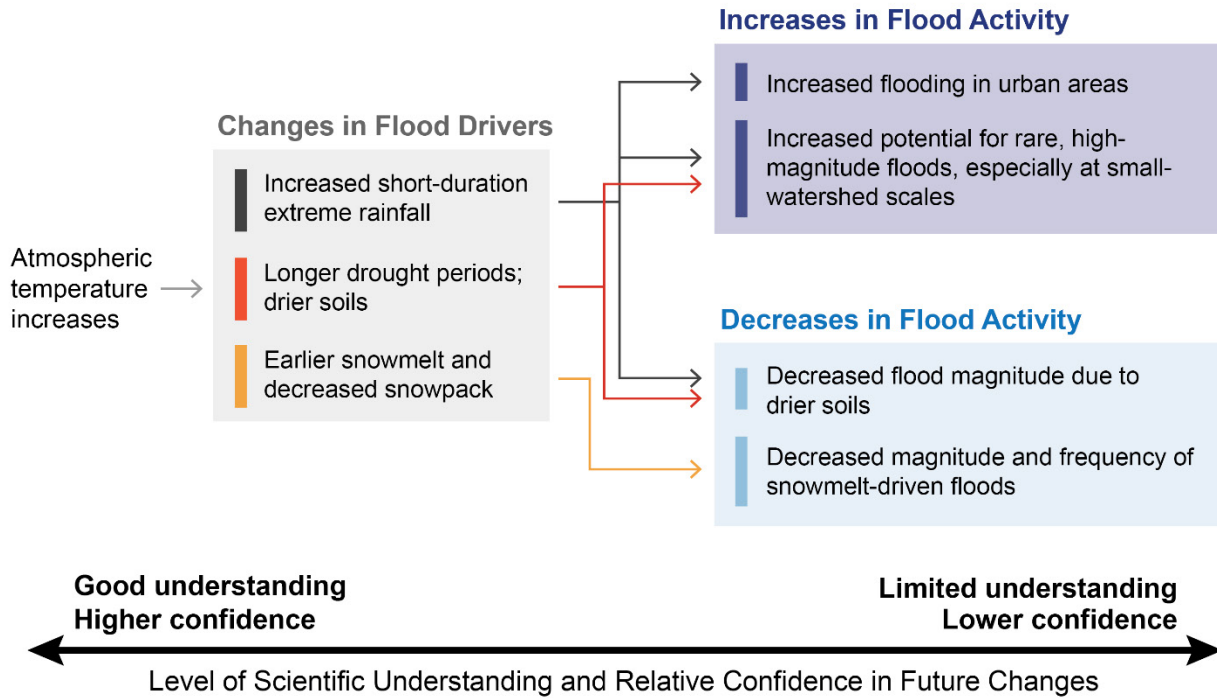 Increases in Flood Activity
Increased flooding in urban areas
Increased potential for rare, high-
magnitude floods, especially at small-
watershed scales
Changes in Flood Drivers
Increased short-duration
extreme rainfall
Longer drought periods;
drier soils
Earlier snowmelt and
decreased snowpack
Atmospheric
temperature
increases
Decreases in Flood Activity
Decreased flood magnitude due to
drier soils
Decreased magnitude and frequency of
snowmelt-driven floods
Good understanding
Higher confidence
Limited understanding
Lower confidence
Level of Scientific Understanding and Relative Confidence in Future Changes